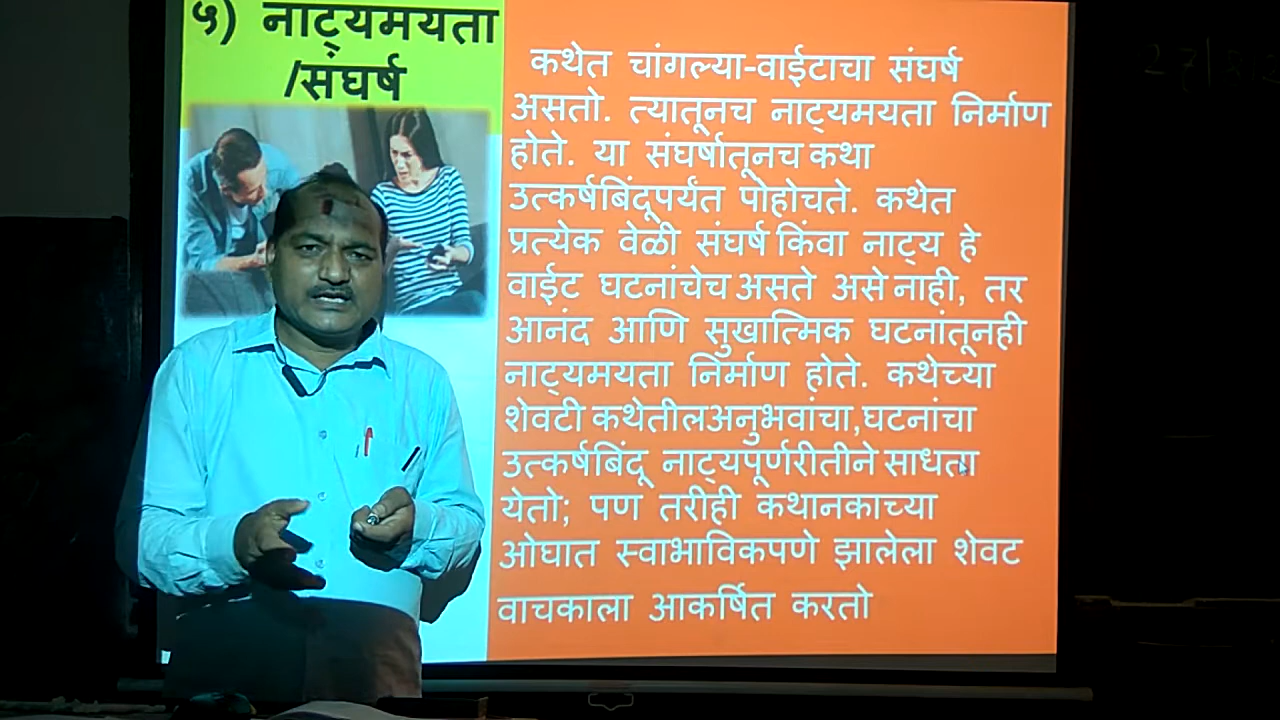 ५) नाट्यमयता
/संघर्ष
कथेत चांगल्या-वाईटाचा संघर्ष
असतो. त्यातूनच नाट्यमयता निर्माण
होते. या संघर्षातूनच कथा
उत्कर्षबिंदूपर्यंत पोहोचते. कथेत
प्रत्येक वेळी संघर्ष किंवा नाट्य हे
वाईट घटनांचेच असते असे नाही, तर
आनंद आणि सुखात्मिक घटनांतूनही
नाट्यमयता निर्माण होते. कथेच्या
शेवटी कथेतीलअनुभवांचा,घटनांचा
उत्कर्षबिंदू नाट्यपूर्णरीतीने साधता
येतो; पण तरीही कथानकाच्या
ओघात स्वाभाविकपणे झालेला शेवट
वाचकाला आकर्षित करतो